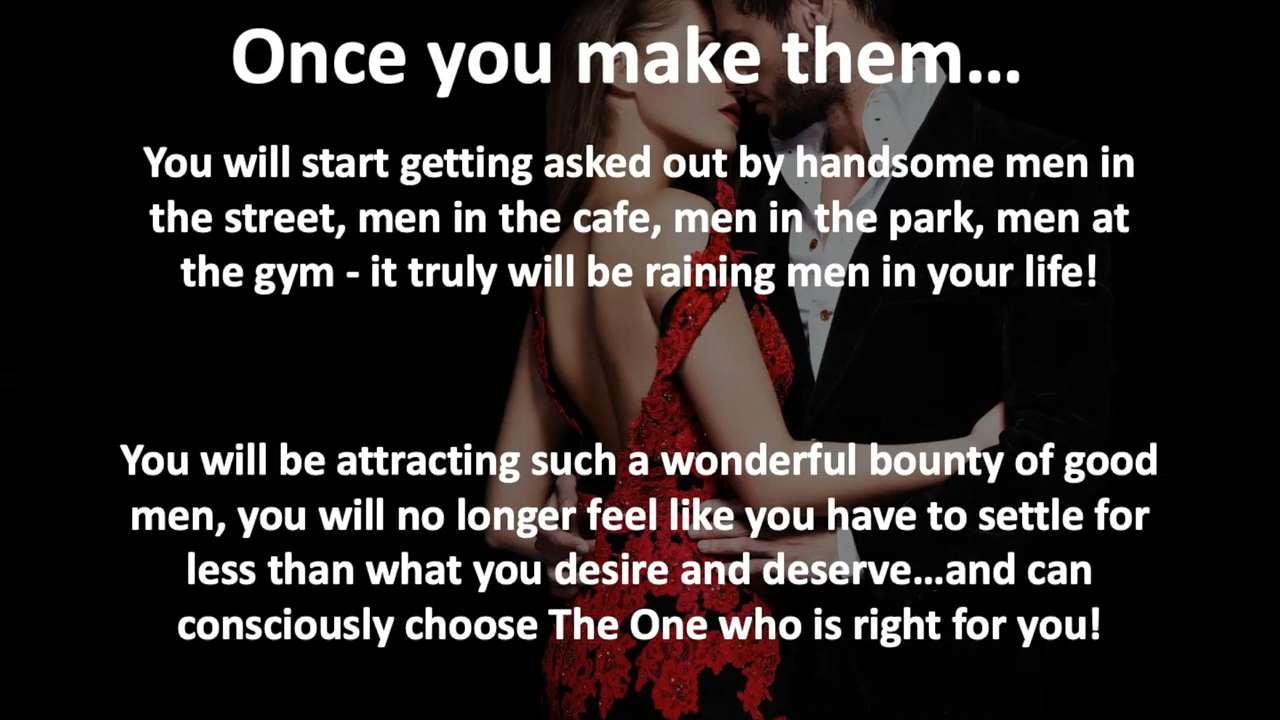 Once you make them...
You will start getting asked out by handsome men in
the street, men in the cafe, men in the park, men at
the gym - it truly will be raining men in your life!
You will be attracting such a wonderful bounty of good
men, you will no longer feel like you have to settle for
less than what you desire and deserve...and can
consciously choose The One who is right for you!